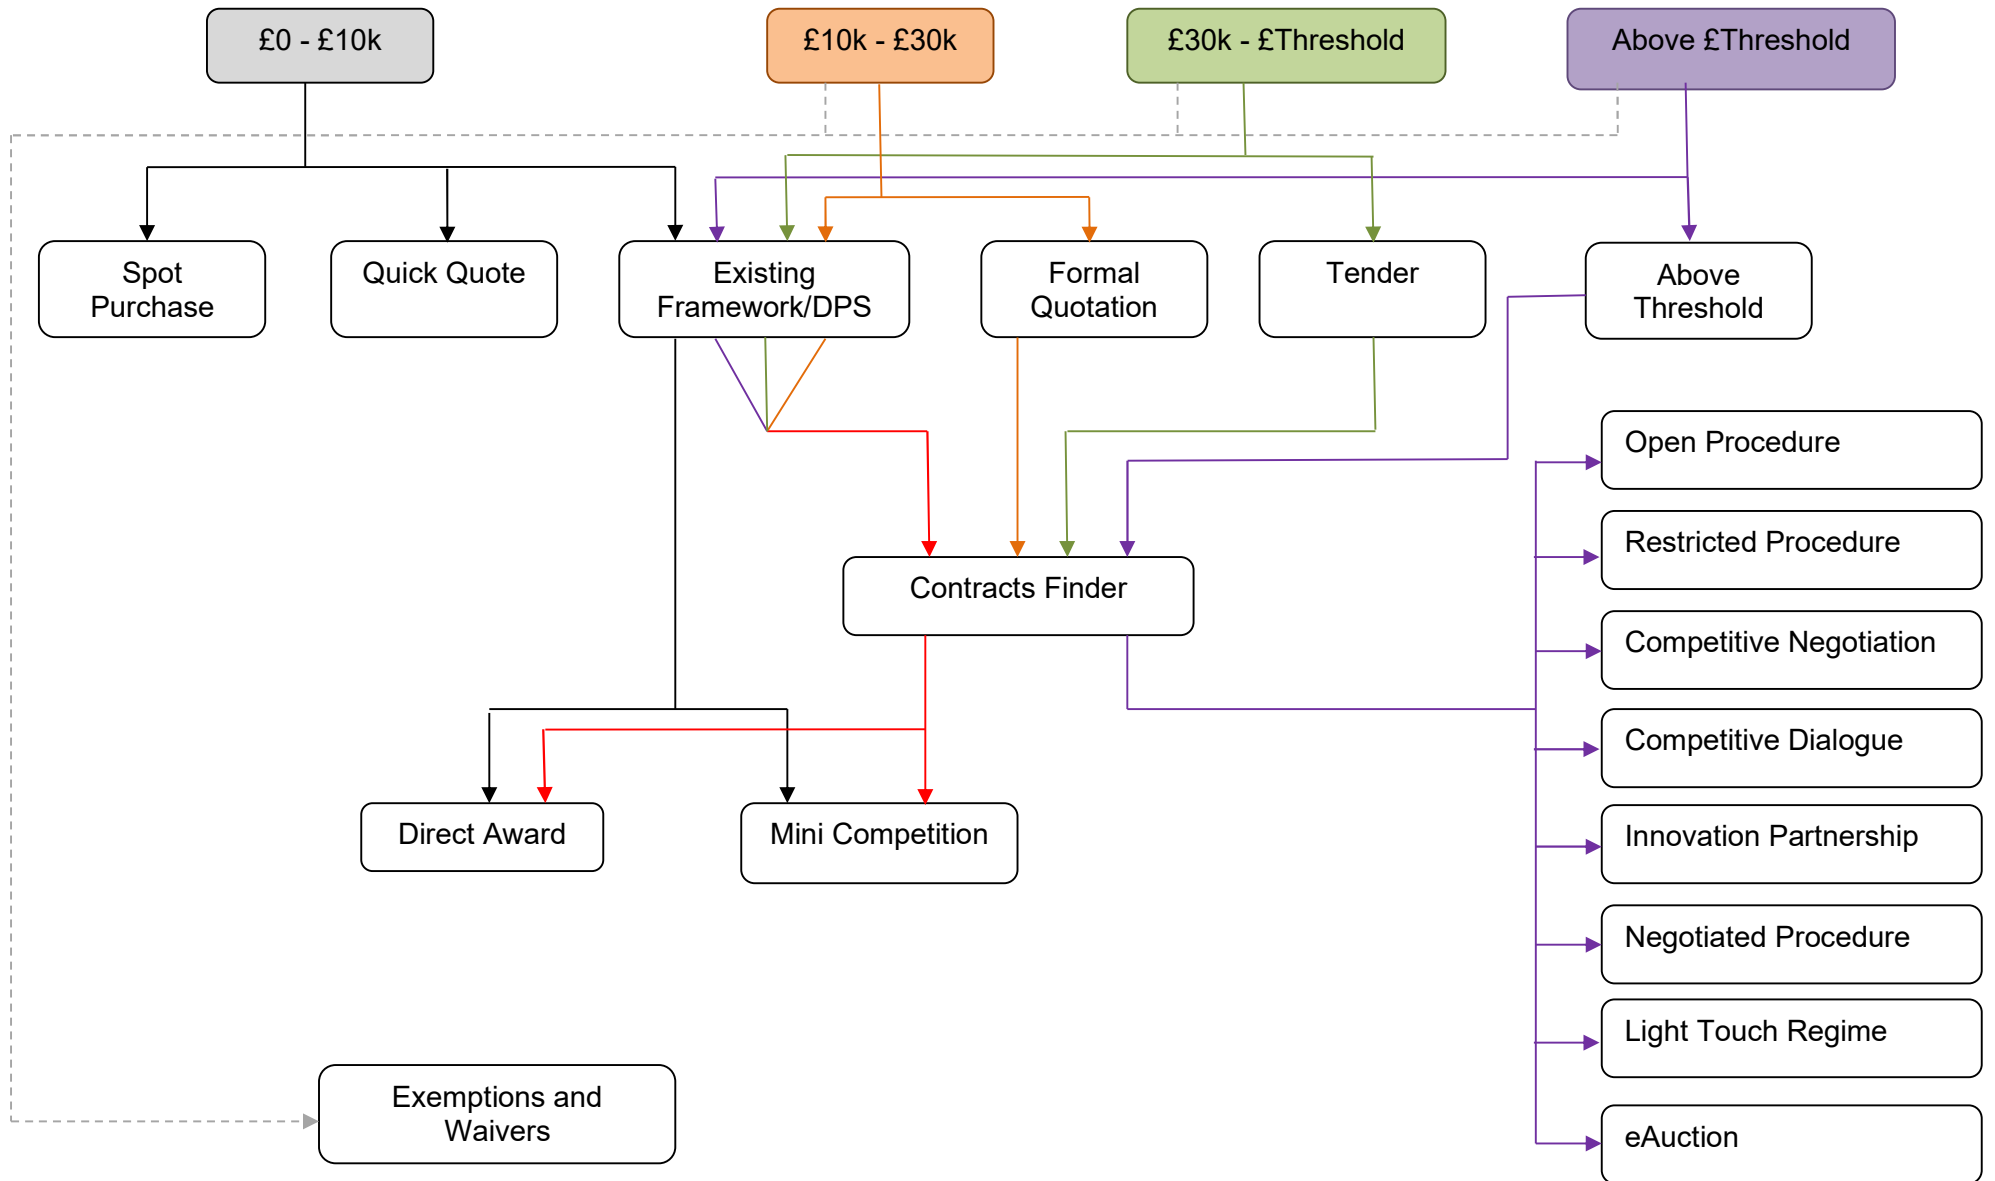 £0 - £10k
£10k - £30k
£30k - £Threshold
Above £Threshold
Spot
Purchase
Quick Quote
Existing
Framework/DPS
Formal
Quotation
Tender
Above
Threshold
Open Procedure
Restricted Procedure
Contracts Finder
Competitive Negotiation
Competitive Dialogue
Direct Award
Mini Competition
Innovation Partnership
Negotiated Procedure
Light Touch Regime
Exemptions and
Waivers
eAuction